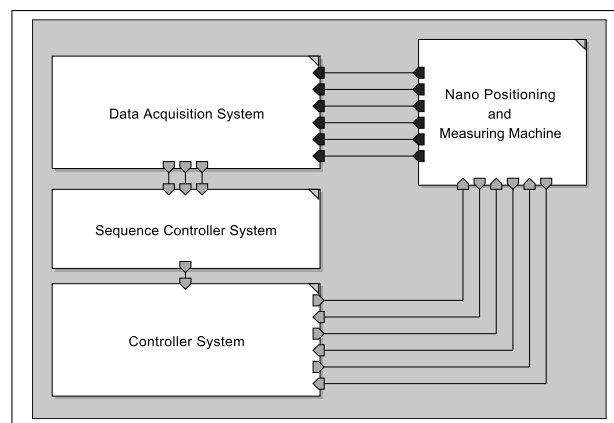 Data Acquisition System
Nano Positioning
and
Measuring Machine
Sequence Controller System
Controller System